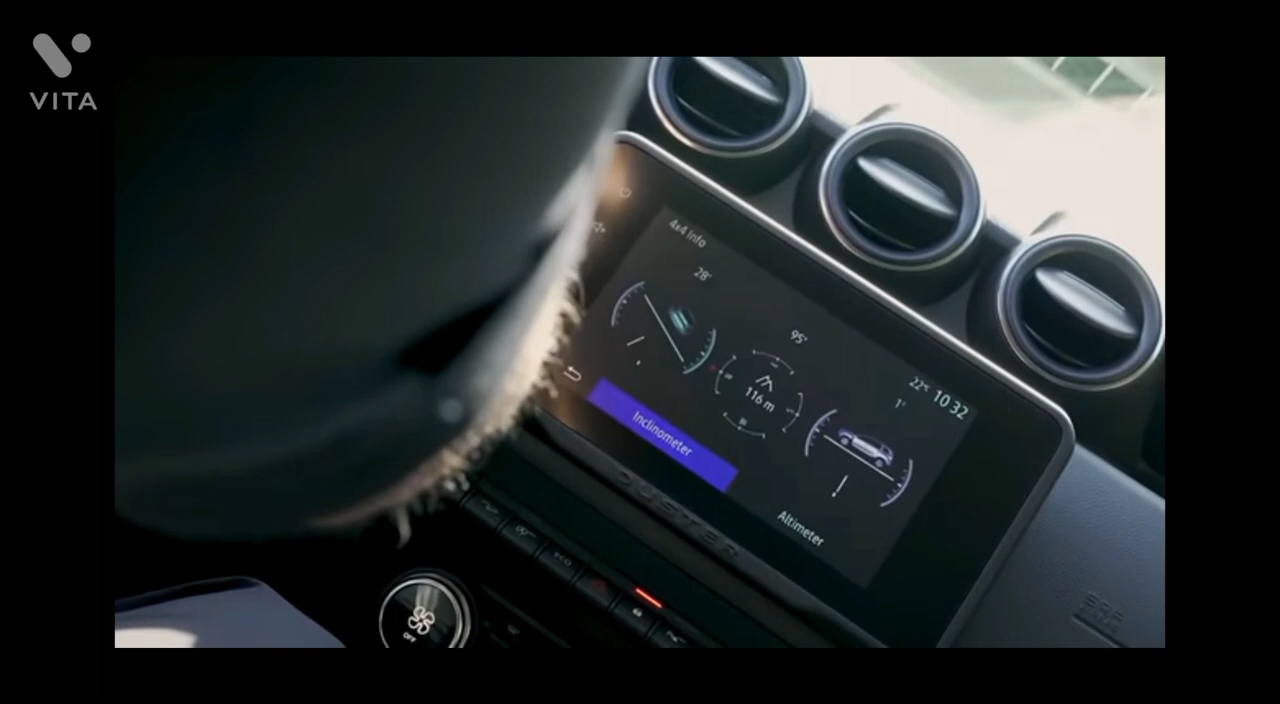 VITA
4x4 info
28°
95°
22°C 10 32
1°
116 m
Inclinometer
Altimeter
DUSTER
ECO
OFF